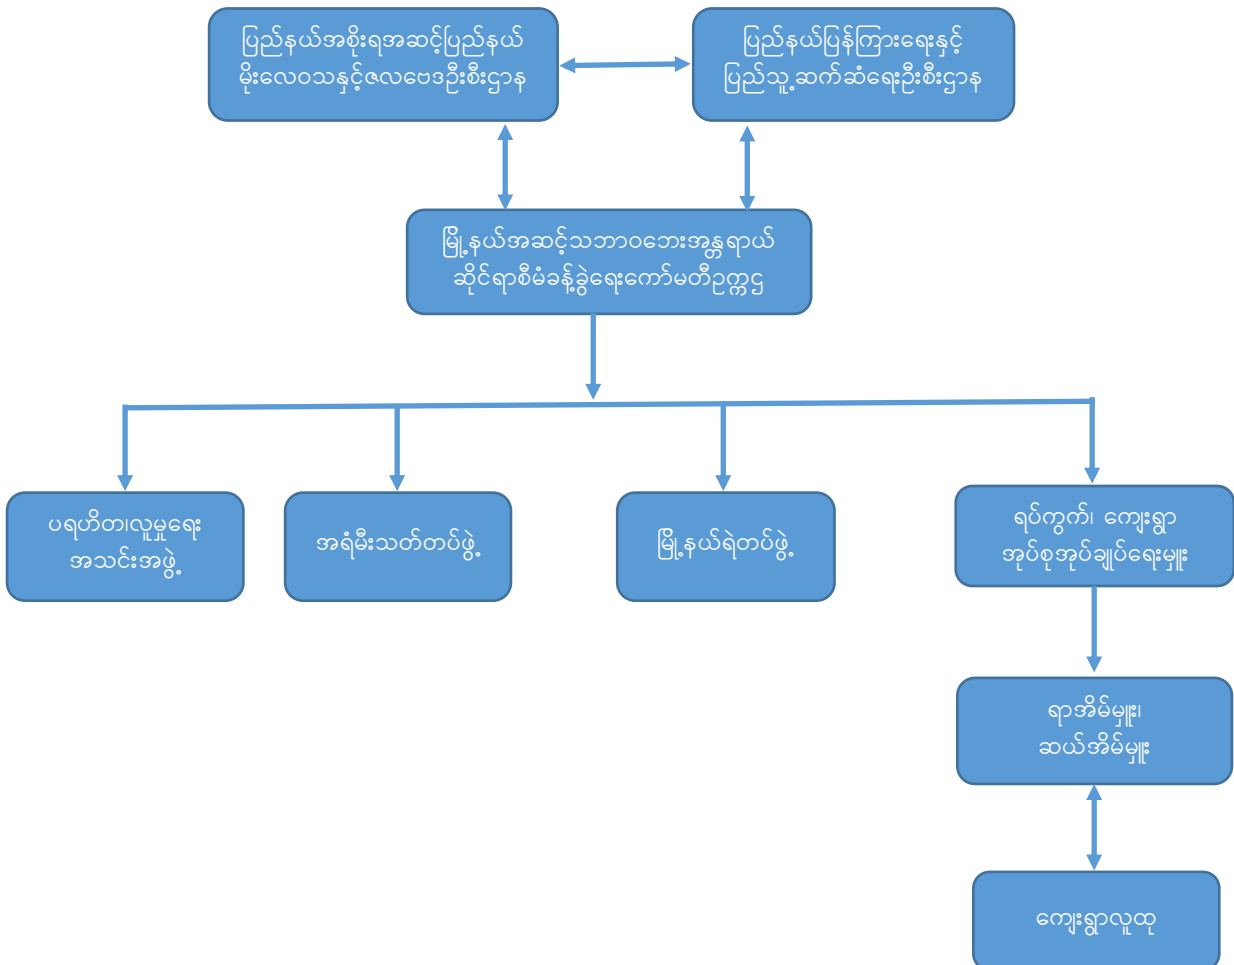 ပြည်နယ်အစိုးရအဆင့်ပြည်နယ်
မိုးလေဝသနှင့်ဇလဗေဒဦးစီးဌာန
ပြည်နယ်ပြန်ကြားရေးနှင့်
ပြည်သူ့ဆက်ဆံရေးဦးစီးဌာန
မြို့နယ်အဆင့်သဘာဝဘေးအန္တရာယ်
ဆိုင်ရာစီမံခန့်ခွဲရေးကော်မတီဥက္ကဌ
ပရဟိတ၊လူမှုရေး
အသင်းအဖွဲ့
အရံမီးသတ်တပ်ဖွဲ့
မြို့နယ်ရဲတပ်ဖွဲ့
ရပ်ကွက်၊ ကျေးရွာ
အုပ်စုအုပ်ချုပ်ရေးမှူး
ရာအိမ်မှူး၊
ဆယ်အိမ်မှူး
ကျေးရွာလူထု